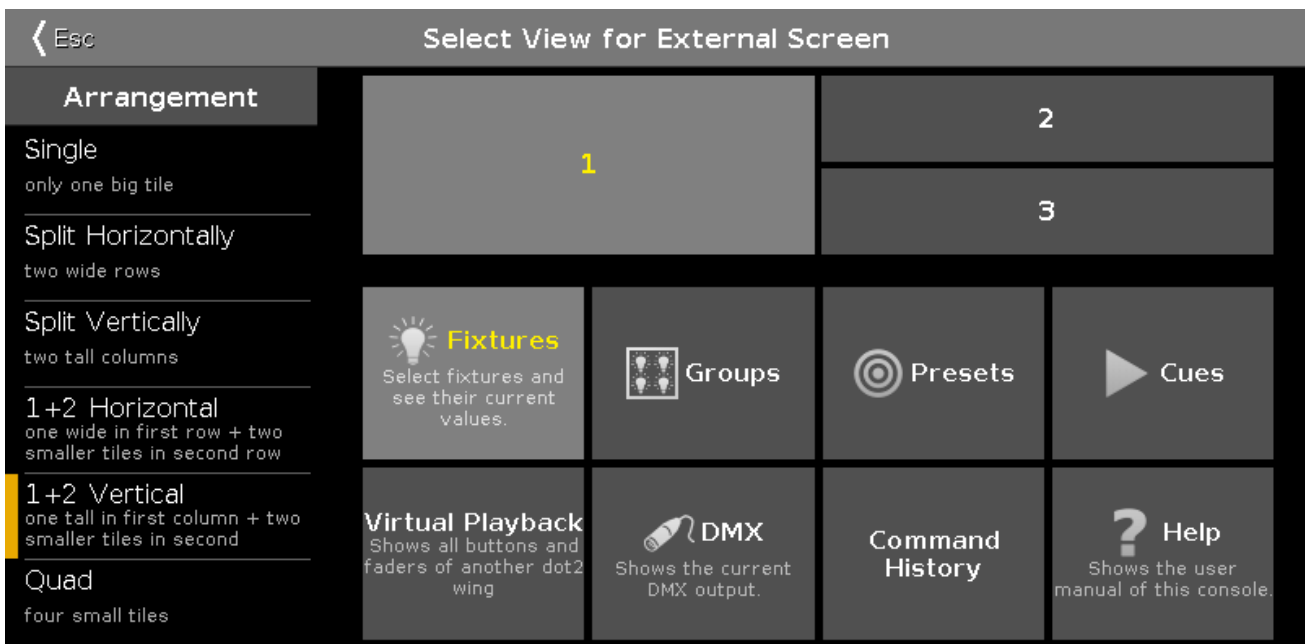 Esc
Select View for External Screen
Arrangement
Single
only one big tile
Split Horizontally
two wide rows
Split Vertically
two tall columns
1+2 Horizontal
one wide in first row + two
smaller tiles in second row
1+2 Vertical
one tall in first column + two
smaller tiles in second
Quad
four small tiles
1
2
3
Fixtures
Select fixtures and
see their current
values.
Groups
Presets
Cues
Virtual Playback
Shows all buttons and
faders of another dot2
wing
DMX
Shows the current
DMX output.
Command
History
Help
Shows the user
manual of this console.